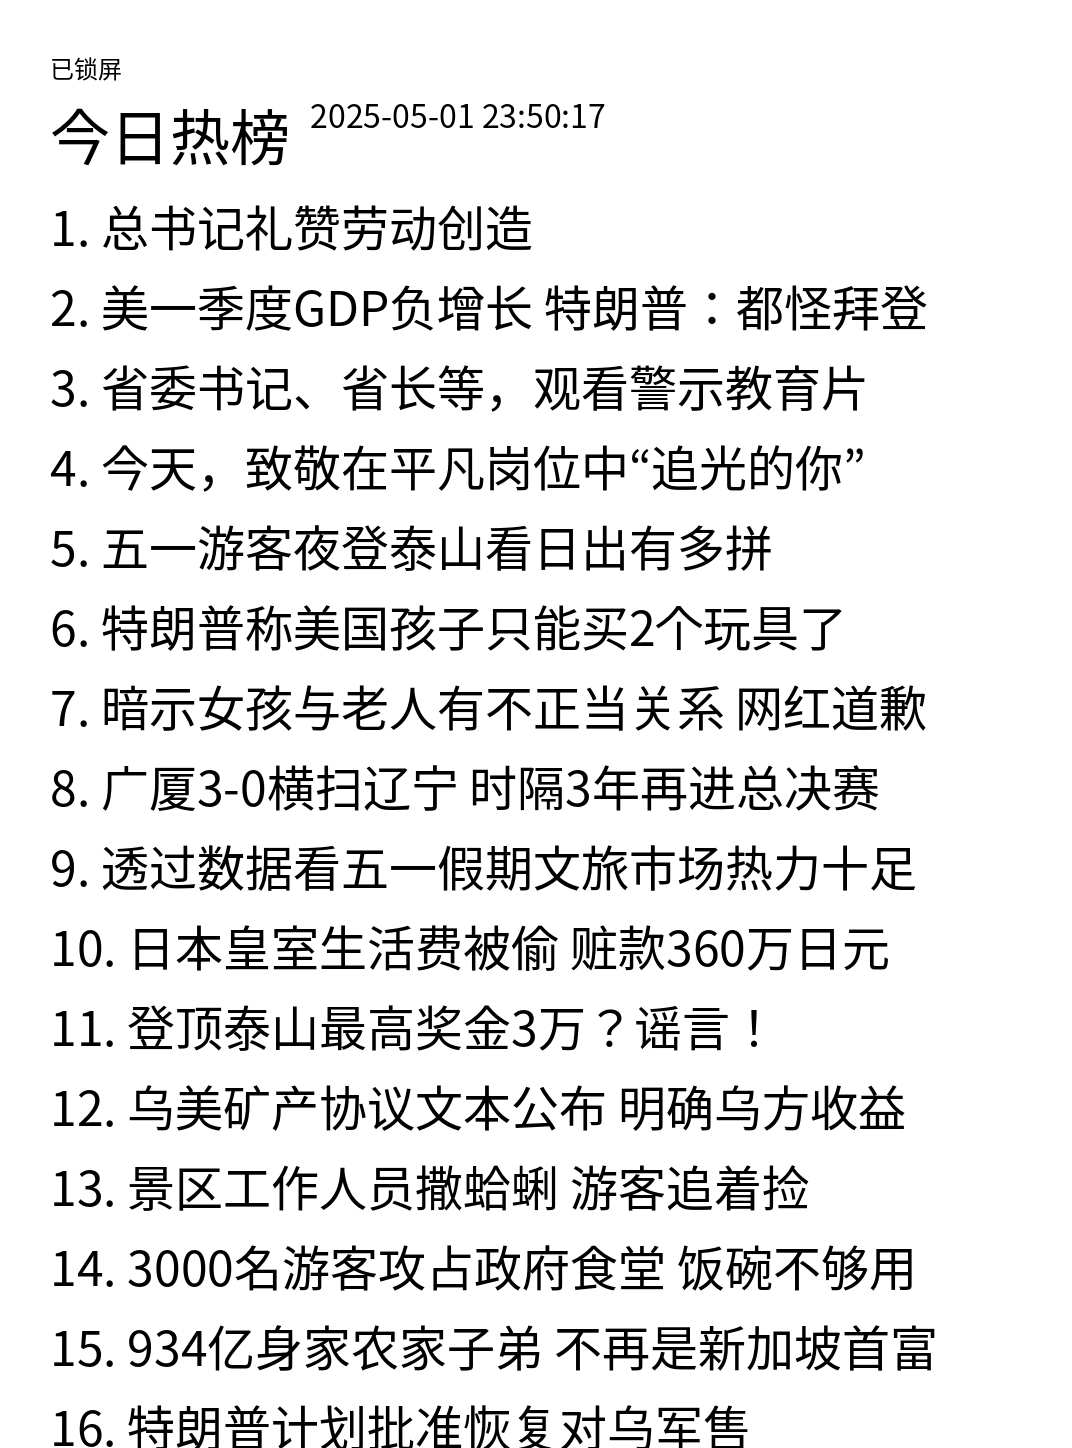 已锁屏
今日热榜 2025-05-01 23:50:17
1. 总书记礼赞劳动创造
2. 美一季度GDP负增长 特朗普：都怪拜登
3. 省委书记、省长等，观看警示教育片
4. 今天，致敬在平凡岗位中“追光的你”
5. 五一游客夜登泰山看日出有多拼
6. 特朗普称美国孩子只能买2个玩具了
7. 暗示女孩与老人有不正当关系 网红道歉
8. 广厦3-0横扫辽宁 时隔3年再进总决赛
9. 透过数据看五一假期文旅市场热力十足
10. 日本皇室生活费被偷 赃款360万日元
11. 登顶泰山最高奖金3万？谣言！
12. 乌美矿产协议文本公布 明确乌方收益
13. 景区工作人员撒蛤蜊 游客追着捡
14. 3000名游客攻占政府食堂 饭碗不够用
15. 934亿身家农家子弟 不再是新加坡首富
16. 特朗普计划批准恢复对乌军售